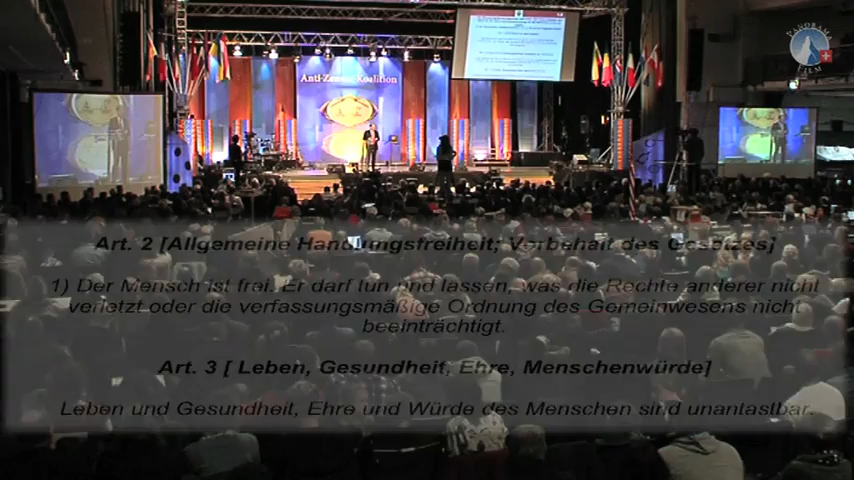 PANORAMA
FILM
Anti-Zensur-Koalition
Art. 2 [Allgemeine Handlungsfreiheit; Vorbehalt des Gesetzes]
1) Der Mensch ist frei. Er darf tun und lassen, was die Rechte anderer nicht
verletzt oder die verfassungsmäßige Ordnung des Gemeinwesens nicht
beeinträchtigt.
Art. 3 [ Leben, Gesundheit, Ehre, Menschenwürde]
Leben und Gesundheit, Ehre und Würde des Menschen sind unantastbar.